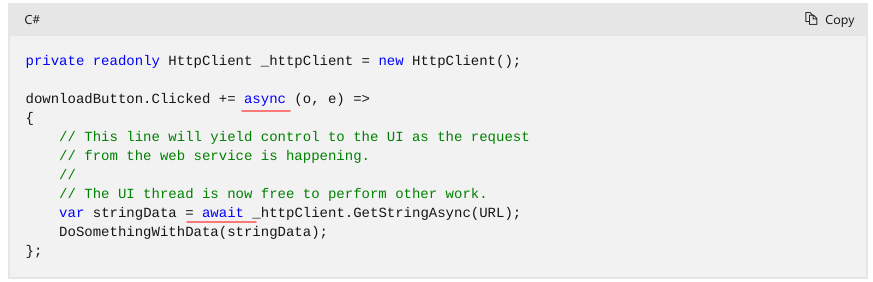 C#
Copy
private readonly HttpClient _httpClient = new HttpClient();
downloadButton.Clicked += async (o, e) =>
{
    // This line will yield control to the UI as the request
    // from the web service is happening.
    //
    // The UI thread is now free to perform other work.
    var stringData = await _httpClient.GetStringAsync(URL);
    DoSomethingWithData(stringData);
};